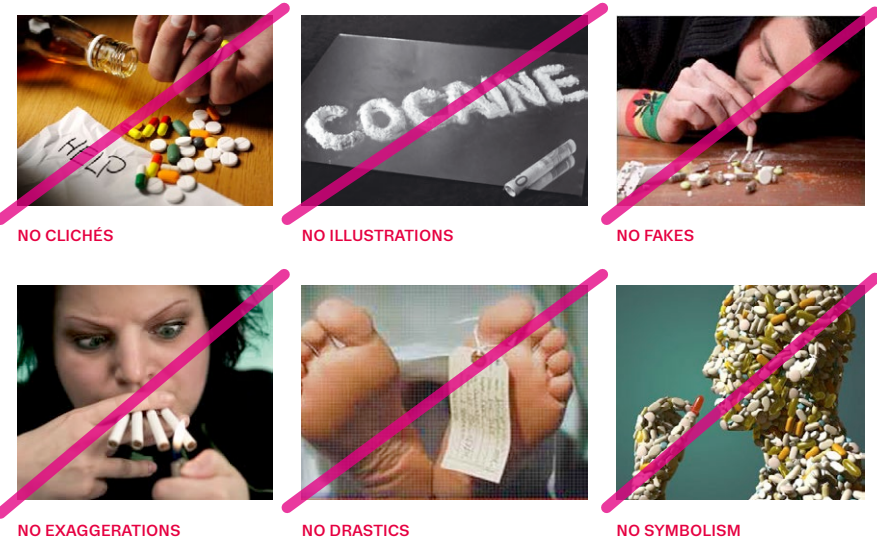 HELP
COCAINE
NO CLICHÉS
NO ILLUSTRATIONS
NO FAKES
NO EXAGGERATIONS
NO DRASTICS
NO SYMBOLISM